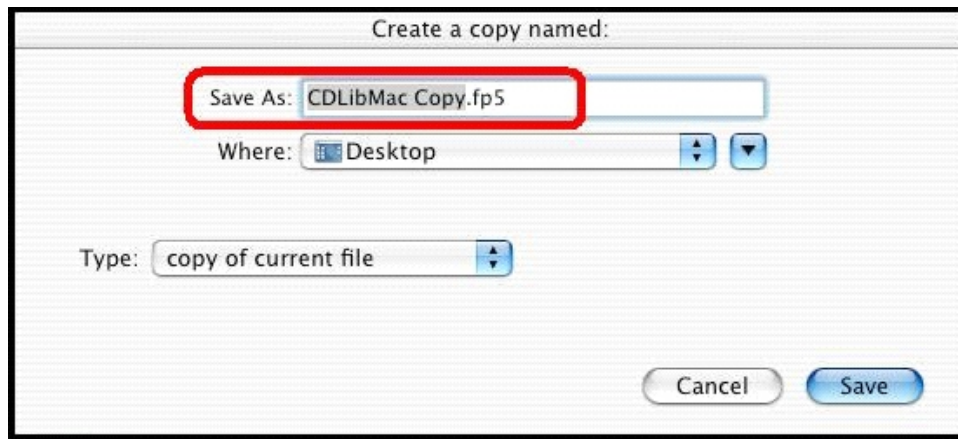 Create a copy named:
Save As: CDLibMac Copy.fp5
Where: Desktop
Type: copy of current file
Cancel Save